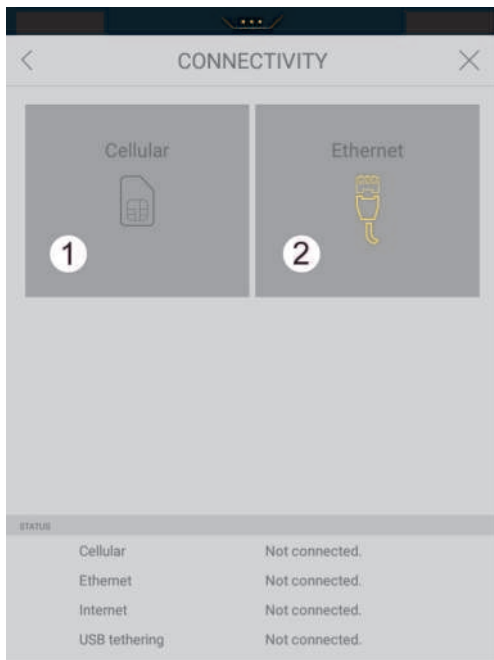 CONNECTIVITY
Cellular Ethernet
1 2
STATUS
Cellular Not connected.
Ethernet Not connected.
Internet Not connected.
USB tethering Not connected.